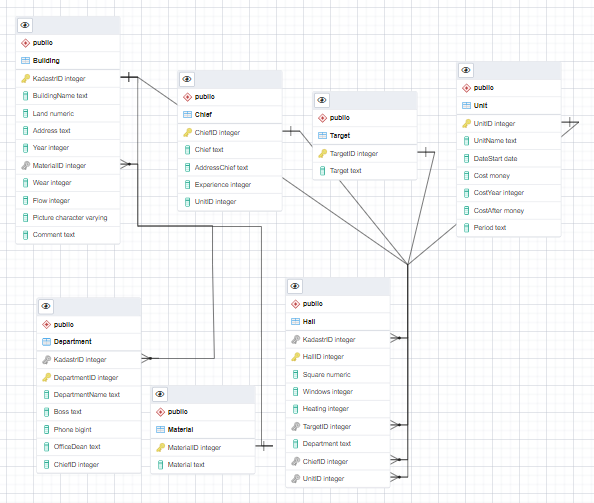 public
Building
KadastrID integer
BuildingName text
Land numeric
Address text
Year integer
MaterialID integer
Wear integer
Flow integer
Picture character varying
Comment text
public
Chief
ChiefID integer
Chief text
AddressChief text
Experience integer
UnitID integer
public
Target
TargetID integer
Target text
public
Unit
UnitID integer
UnitName text
DateStart date
Cost money
CostYear integer
CostAfter money
Period text
public
Department
KadastrID integer
DepartmentID integer
DepartmentName text
Boss text
Phone bigint
OfficeDean text
ChiefID integer
public
Material
MaterialID integer
Material text
public
Hall
KadastrID integer
HallID integer
Square numeric
Windows integer
Heating integer
TargetID integer
Department text
ChiefID integer
UnitID integer